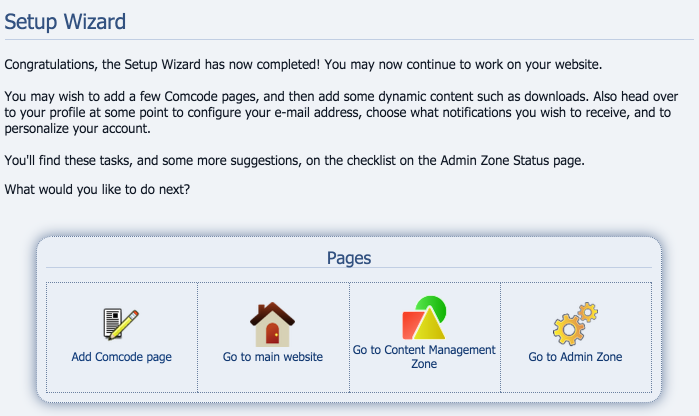 Setup Wizard
Congratulations, the Setup Wizard has now completed! You may now continue to work on your website.
You may wish to add a few Comcode pages, and then add some dynamic content such as downloads. Also head over
to your profile at some point to configure your e-mail address, choose what notifications you wish to receive, and to
personalize your account.
You'll find these tasks, and some more suggestions, on the checklist on the Admin Zone Status page.
What would you like to do next?
Pages
Add Comcode page
Go to main website
Go to Content Management
Zone
Go to Admin Zone